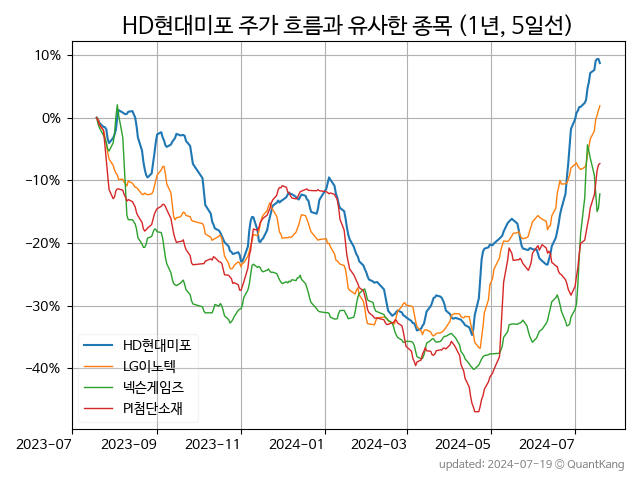 HD현대미포 주가 흐름과 유사한 종목 (1년, 5일선)
10%
0%
−10%
−20%
−30%
−40%
HD현대미포
LG이노텍
넥슨게임즈
PI첨단소재
2023-07 2023-09 2023-11 2024-01 2024-03 2024-05 2024-07
updated: 2024-07-19 © QuantKang